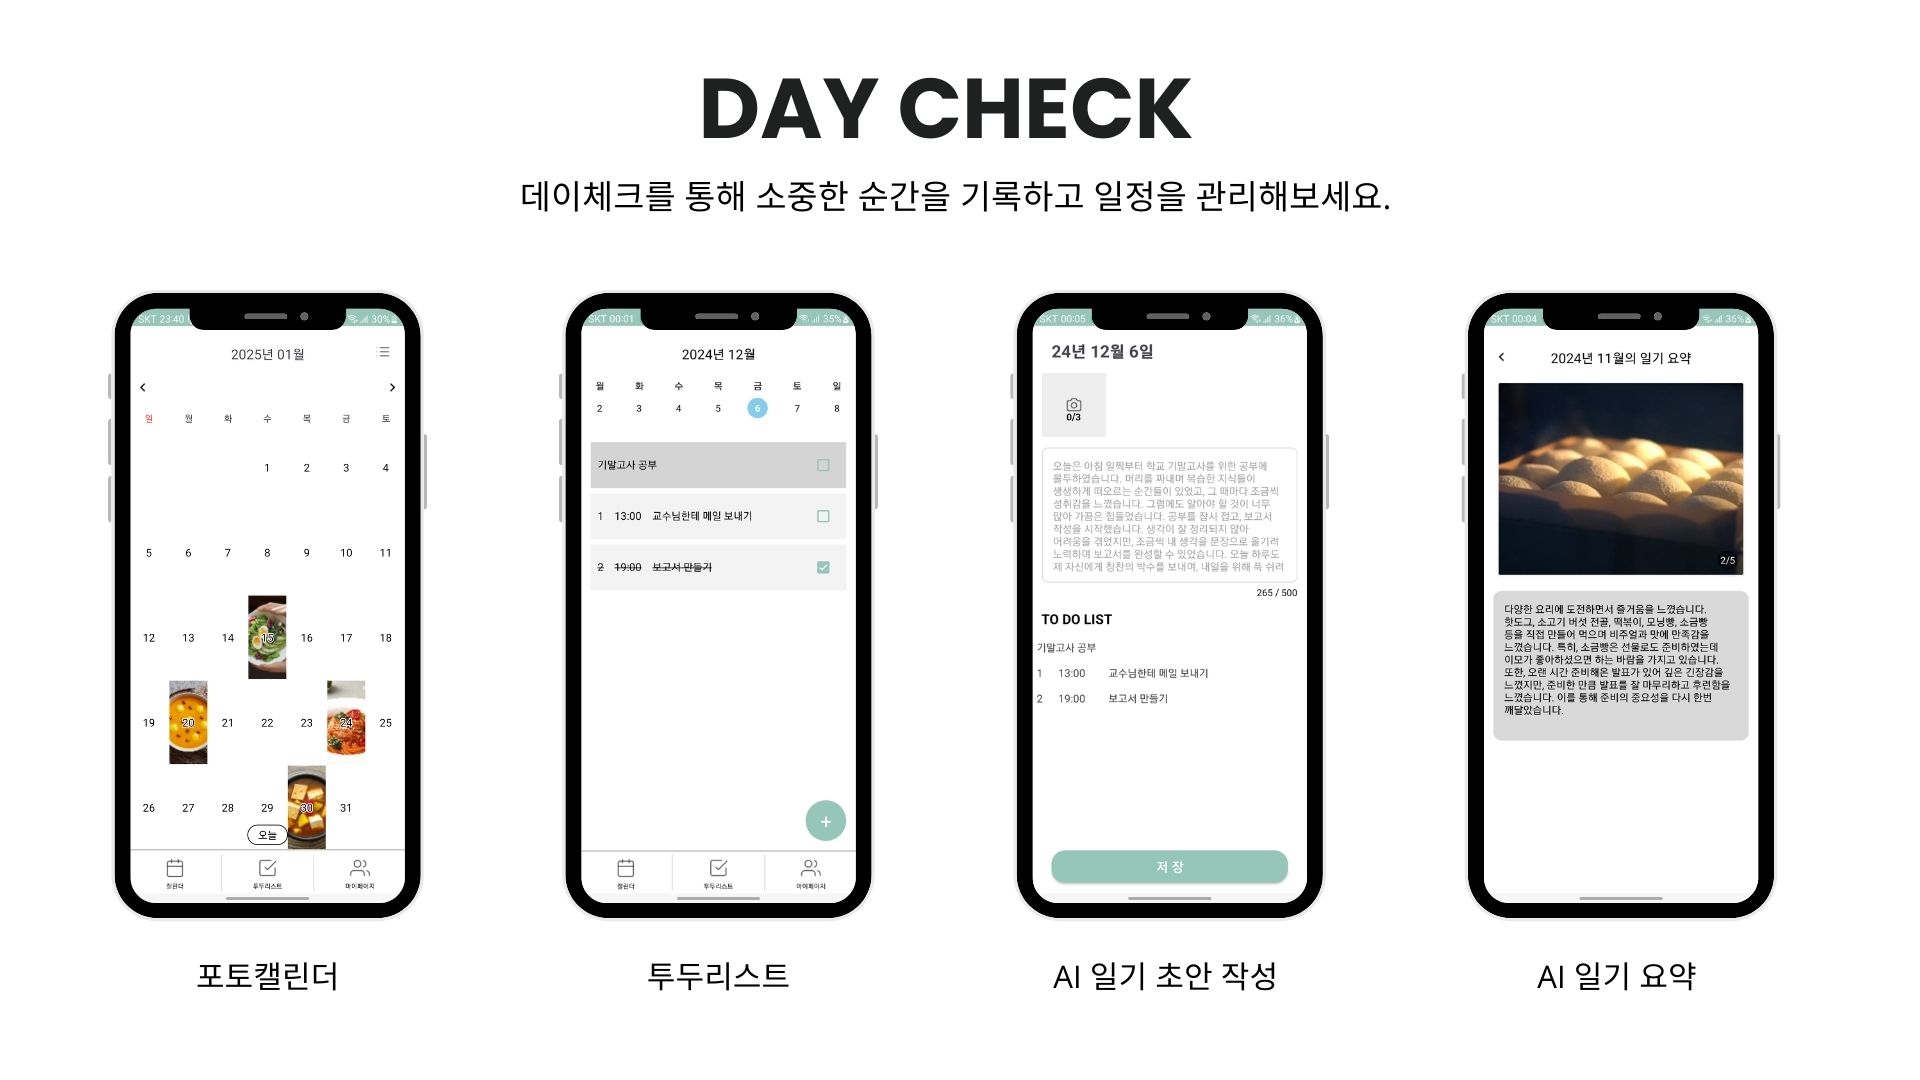 DAY CHECK
데이체크를 통해 소중한 순간을 기록하고 일정을 관리해보세요.
SKT 23:40
30%
2025년 01월
일 월 화 수 목 금 토
1 2 3 4
5 6 7 8 9 10 11
12 13 14 15 16 17 18
19 20 21 22 23 24 25
26 27 28 29 30 31
오늘
캘린더 투두리스트 마이페이지
포토캘린더
SKT 00:01
35%
2024년 12월
월 화 수 목 금 토 일
2 3 4 5 6 7 8
기말고사 공부
1 13:00 교수님한테 메일 보내기
2 19:00 보고서 만들기
+
캘린더 투두리스트 마이페이지
투두리스트
SKT 00:05
36%
24년 12월 6일
0/3
오늘은 아침 일찍부터 학교 기말고사를 위한 공부에
몰두하였습니다. 머리를 짜내며 복습한 지식들이
생생하게 떠오르는 순간들이 있었고, 그 때마다 조금씩
성취감을 느꼈습니다. 그럼에도 알아야 할 것이 너무
많아 가끔은 힘들었습니다. 공부를 잠시 접고, 보고서
작성을 시작했습니다. 생각이 잘 정리되지 않아
어려움을 겪었지만, 조금씩 내 생각을 문장으로 옮기려
노력하며 보고서를 완성할 수 있었습니다. 오늘 하루도
제 자신에게 칭찬의 박수를 보내며, 내일을 위해 푹 쉬려
265 / 500
TO DO LIST
기말고사 공부
1 13:00 교수님한테 메일 보내기
2 19:00 보고서 만들기
저장
AI 일기 초안 작성
SKT 00:04
36%
2024년 11월의 일기 요약
2/5
다양한 요리에 도전하면서 즐거움을 느꼈습니다.
핫도그, 소고기 버섯 전골, 떡볶이, 모닝빵, 소금빵
등을 직접 만들어 먹으며 비주얼과 맛에 만족감을
느꼈습니다. 특히, 소금빵은 선물로도 준비하였는데
이모가 좋아하셨으면 하는 바람을 가지고 있습니다.
또한, 오랜 시간 준비해온 발표가 있어 깊은 긴장감을
느꼈지만, 준비한 만큼 발표를 잘 마무리하고 후련함을
느꼈습니다. 이를 통해 준비의 중요성을 다시 한번
깨달았습니다.
AI 일기 요약